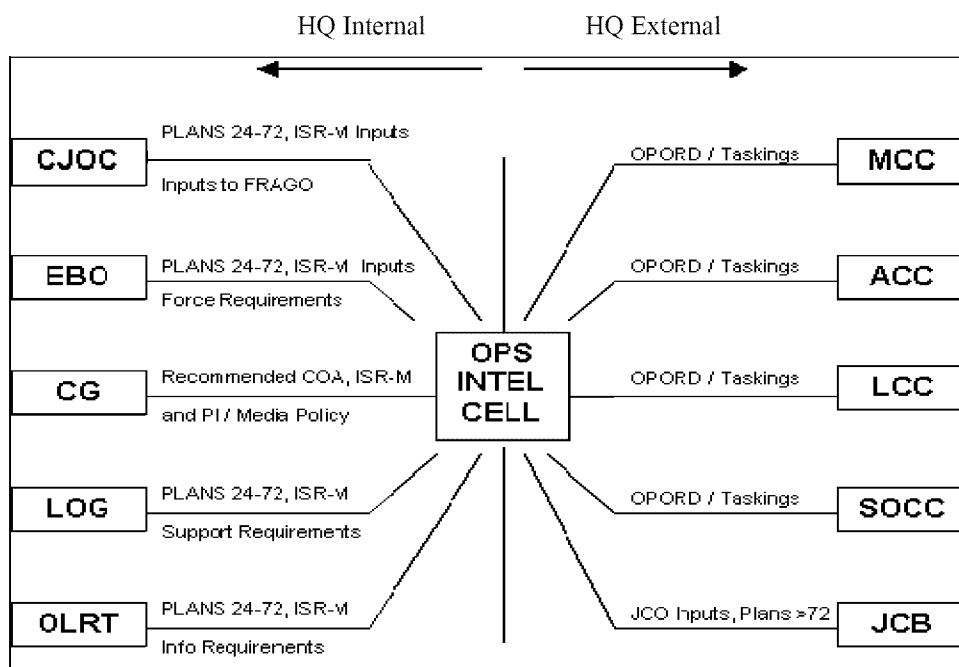 HQ Internal HQ External
PLANS 24-72, ISR-M Inputs
CJOC
Inputs to FRAGO
OPORD / Taskings
MCC
PLANS 24-72, ISR-M Inputs
EBO
Force Requirements
OPORD / Taskings
ACC
OPS
INTEL
CELL
Recommended COA, ISR-M
CG
and PI / Media Policy
OPORD / Taskings
LCC
PLANS 24-72, ISR-M
LOG
Support Requirements
OPORD / Taskings
SOCC
PLANS 24-72, ISR-M
OLRT
Info Requirements
JCO Inputs, Plans >72
JCB